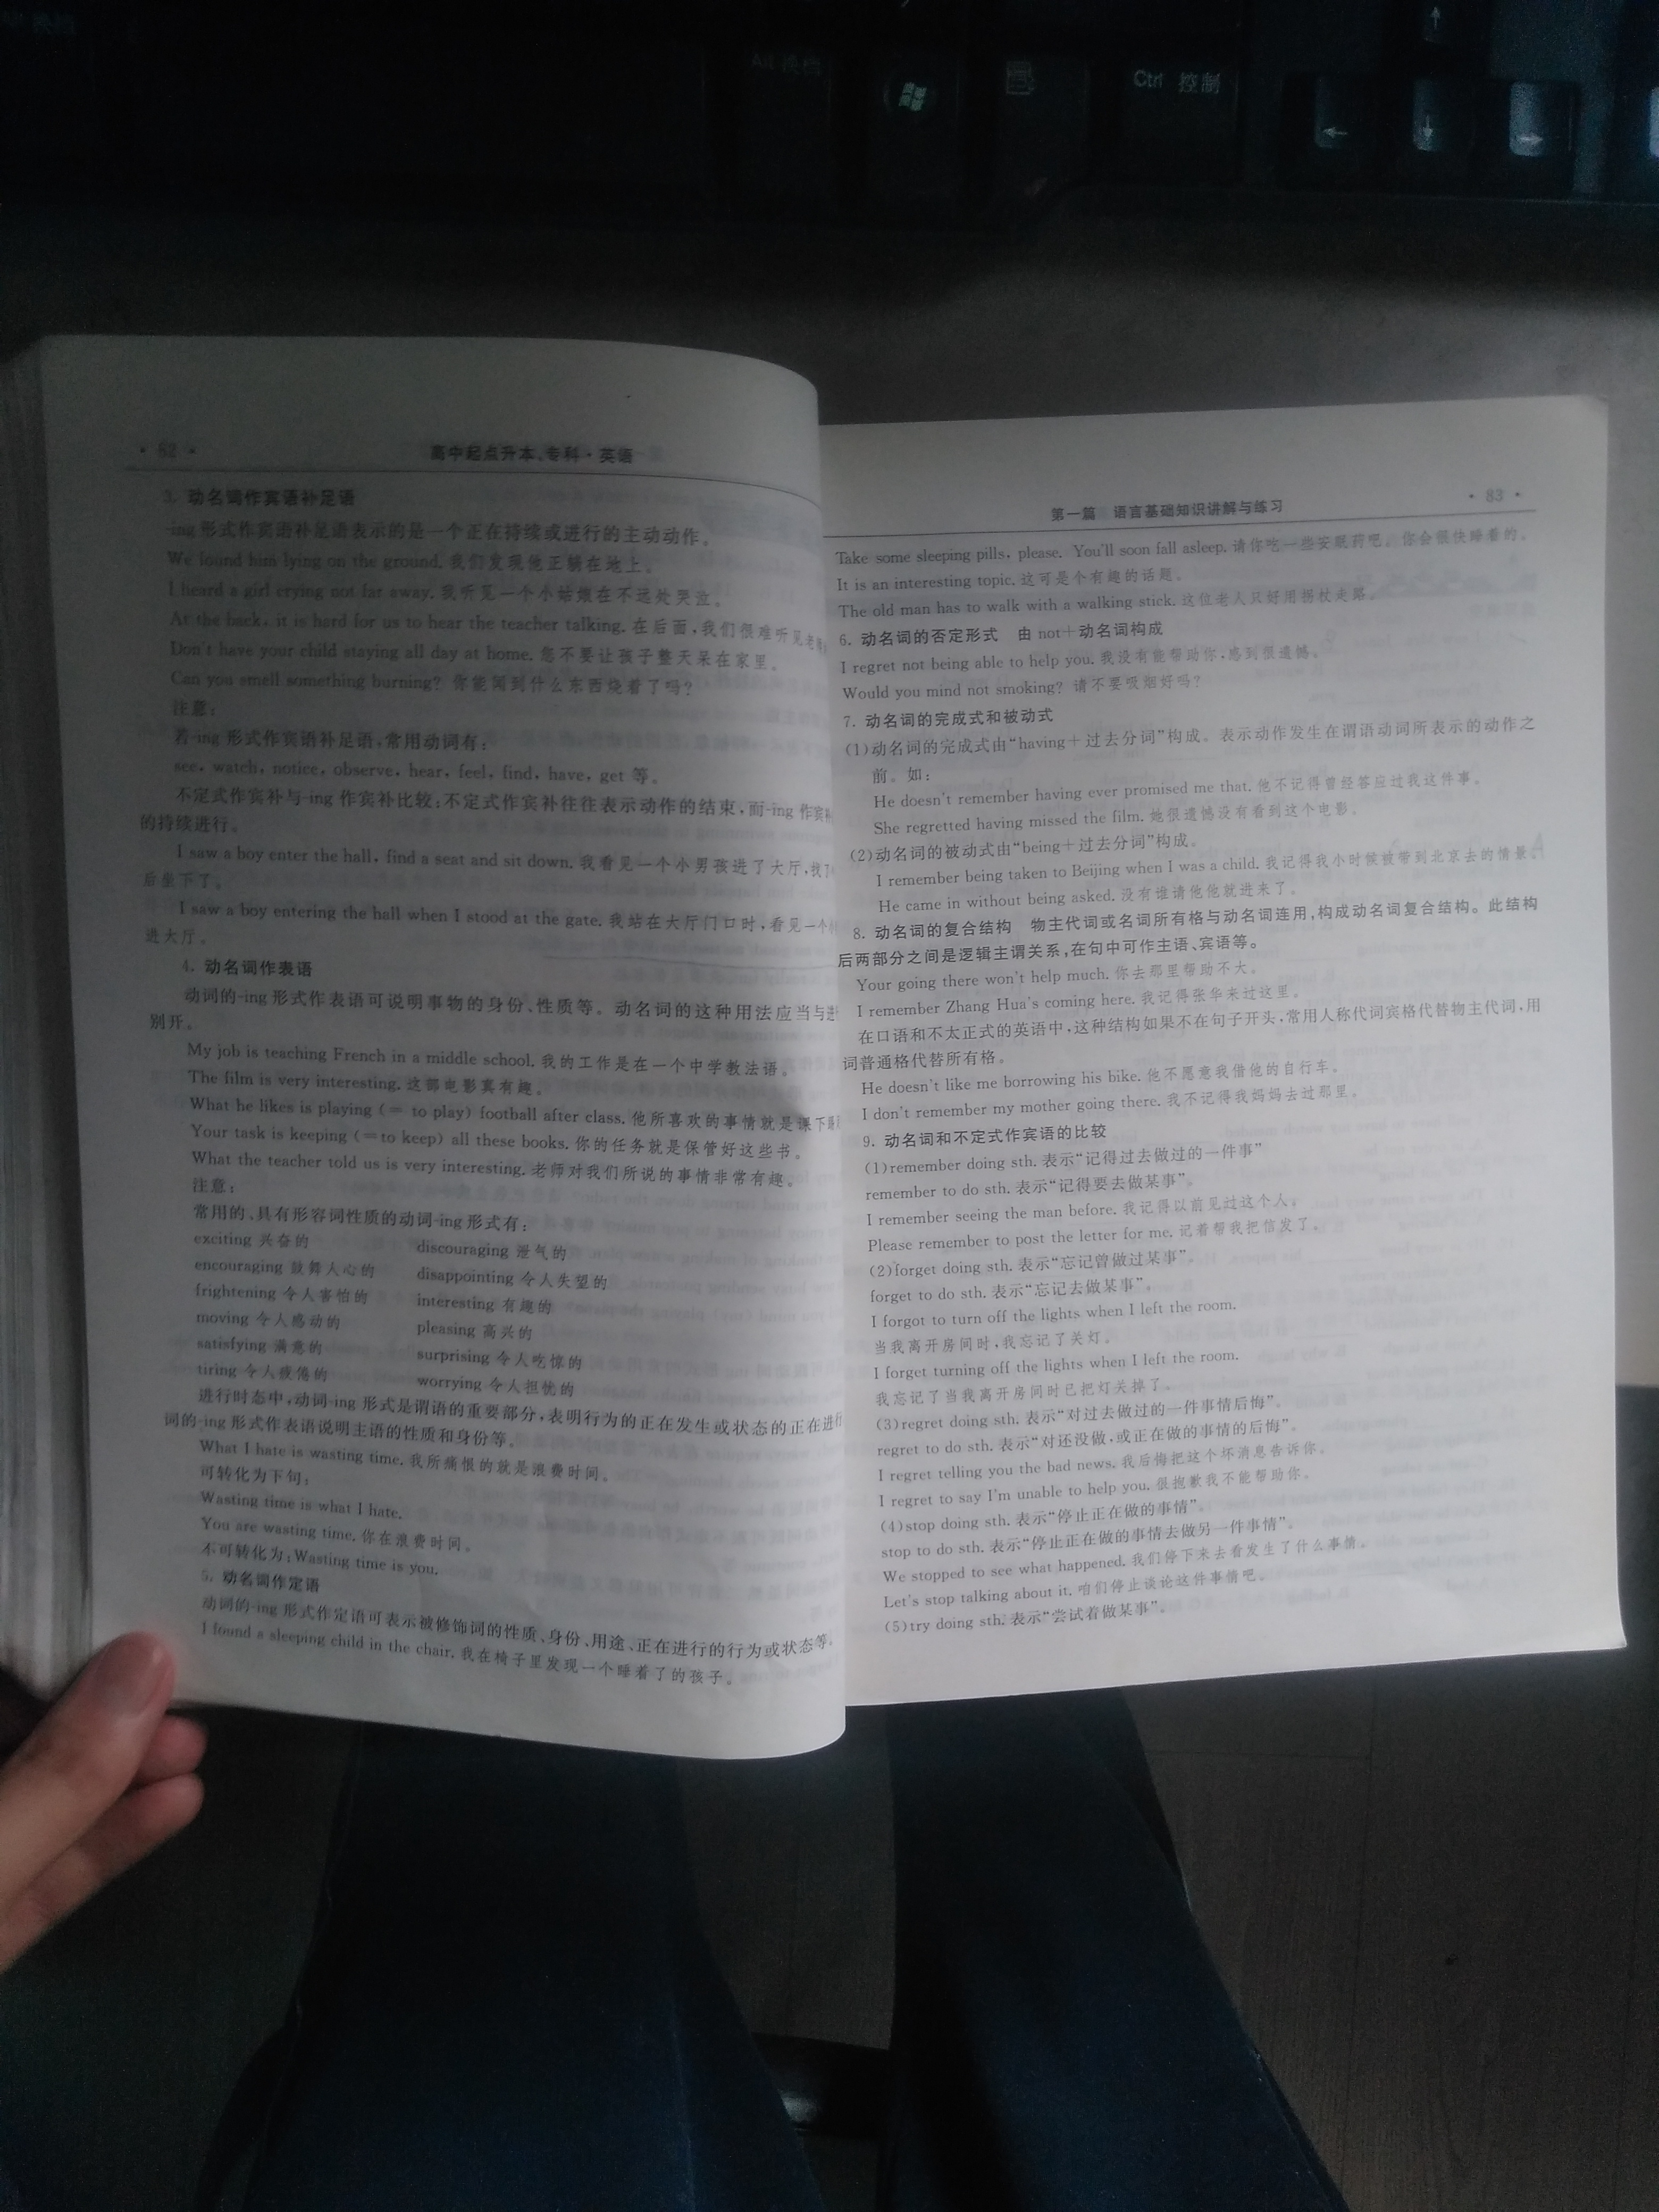 Alt 换档
Ctrl 控制
↑
← ↓ →
· 82 ·
高中起点升本、专科·英语
3. 动名词作宾语补足语
-ing 形式作宾语补足语表示的是一个正在持续或进行的主动动作。
We found him lying on the ground. 我们发现他正躺在地上。
I heard a girl crying not far away. 我听见一个小姑娘在不远处哭泣。
At the back, it is hard for us to hear the teacher talking. 在后面,我们很难听见老
Don't have your child staying all day at home. 您不要让孩子整天呆在家里。
Can you smell something burning? 你能闻到什么东西烧着了吗?
注意:
若-ing 形式作宾语补足语,常用动词有:
see, watch, notice, observe, hear, feel, find, have, get 等。
不定式作宾补与-ing 作宾补比较:不定式作宾补往往表示动作的结束,而-ing 作宾
的持续进行。
I saw a boy enter the hall, find a seat and sit down. 我看见一个小男孩进了大厅,找了
后坐下了。
I saw a boy entering the hall when I stood at the gate. 我站在大厅门口时,看见一个
进大厅。
4. 动名词作表语
动词的-ing 形式作表语可说明事物的身份、性质等。动名词的这种用法应当与进
别开。
My job is teaching French in a middle school. 我的工作是在一个中学教法语。
The film is very interesting. 这部电影真有趣。
What he likes is playing (= to play) football after class. 他所喜欢的事情就是课下
Your task is keeping (=to keep) all these books. 你的任务就是保管好这些书。
What the teacher told us is very interesting. 老师对我们所说的事情非常有趣。
注意:
常用的、具有形容词性质的动词-ing 形式有:
exciting 兴奋的 discouraging 泄气的
encouraging 鼓舞人心的 disappointing 令人失望的
frightening 令人害怕的 interesting 有趣的
moving 令人感动的 pleasing 高兴的
satisfying 满意的 surprising 令人吃惊的
tiring 令人疲倦的 worrying 令人担忧的
进行时态中,动词-ing 形式是谓语的重要部分,表明行为的正在发生或状态的正在进行
词的-ing 形式作表语说明主语的性质和身份等。
What I hate is wasting time. 我所痛恨的就是浪费时间。
可转化为下句:
Wasting time is what I hate.
You are wasting time. 你在浪费时间。
不可转化为:Wasting time is you.
5. 动名词作定语
动词的-ing 形式作定语可表示被修饰词的性质、身份、用途、正在进行的行为或状态等。
I found a sleeping child in the chair. 我在椅子里发现一个睡着了的孩子。
第一篇 语言基础知识讲解与练习
· 83 ·
Take some sleeping pills, please. You'll soon fall asleep. 请你吃一些安眠药吧。你会很快睡着的。
It is an interesting topic. 这可是个有趣的话题。
The old man has to walk with a walking stick. 这位老人只好用拐杖走路。
6. 动名词的否定形式 由 not+动名词构成
I regret not being able to help you. 我没有能帮助你,感到很遗憾。
Would you mind not smoking? 请不要吸烟好吗?
7. 动名词的完成式和被动式
(1)动名词的完成式由“having+过去分词”构成。表示动作发生在谓语动词所表示的动作之
前。如:
He doesn't remember having ever promised me that. 他不记得曾经答应过我这件事。
She regretted having missed the film. 她很遗憾没有看到这个电影。
(2)动名词的被动式由“being+过去分词”构成。
I remember being taken to Beijing when I was a child. 我记得我小时候被带到北京去的情景。
He came in without being asked. 没有谁请他他就进来了。
8. 动名词的复合结构 物主代词或名词所有格与动名词连用,构成动名词复合结构。此结构
后两部分之间是逻辑主谓关系,在句中可作主语、宾语等。
Your going there won't help much. 你去那里帮助不大。
I remember Zhang Hua's coming here. 我记得张华来过这里。
在口语和不太正式的英语中,这种结构如果不在句子开头,常用人称代词宾格代替物主代词,用
词普通格代替所有格。
He doesn't like me borrowing his bike. 他不愿意我借他的自行车。
I don't remember my mother going there. 我不记得我妈妈去过那里。
9. 动名词和不定式作宾语的比较
(1)remember doing sth. 表示“记得过去做过的一件事”
remember to do sth. 表示“记得要去做某事”。
I remember seeing the man before. 我记得以前见过这个人。
Please remember to post the letter for me. 记着帮我把信发了。
(2)forget doing sth. 表示“忘记曾做过某事”。
forget to do sth. 表示“忘记去做某事”。
I forgot to turn off the lights when I left the room.
当我离开房间时,我忘记了关灯。
I forget turning off the lights when I left the room.
我忘记了当我离开房间时已把灯关掉了。
(3)regret doing sth. 表示“对过去做过的一件事情后悔”。
regret to do sth. 表示“对还没做,或正在做的事情的后悔”。
I regret telling you the bad news. 我后悔把这个坏消息告诉你。
I regret to say I'm unable to help you. 很抱歉我不能帮助你。
(4)stop doing sth. 表示“停止正在做的事情”。
stop to do sth. 表示“停止正在做的事情去做另一件事情”。
We stopped to see what happened. 我们停下来去看发生了什么事情。
Let's stop talking about it. 咱们停止谈论这件事情吧。
(5)try doing sth. 表示“尝试着做某事”。